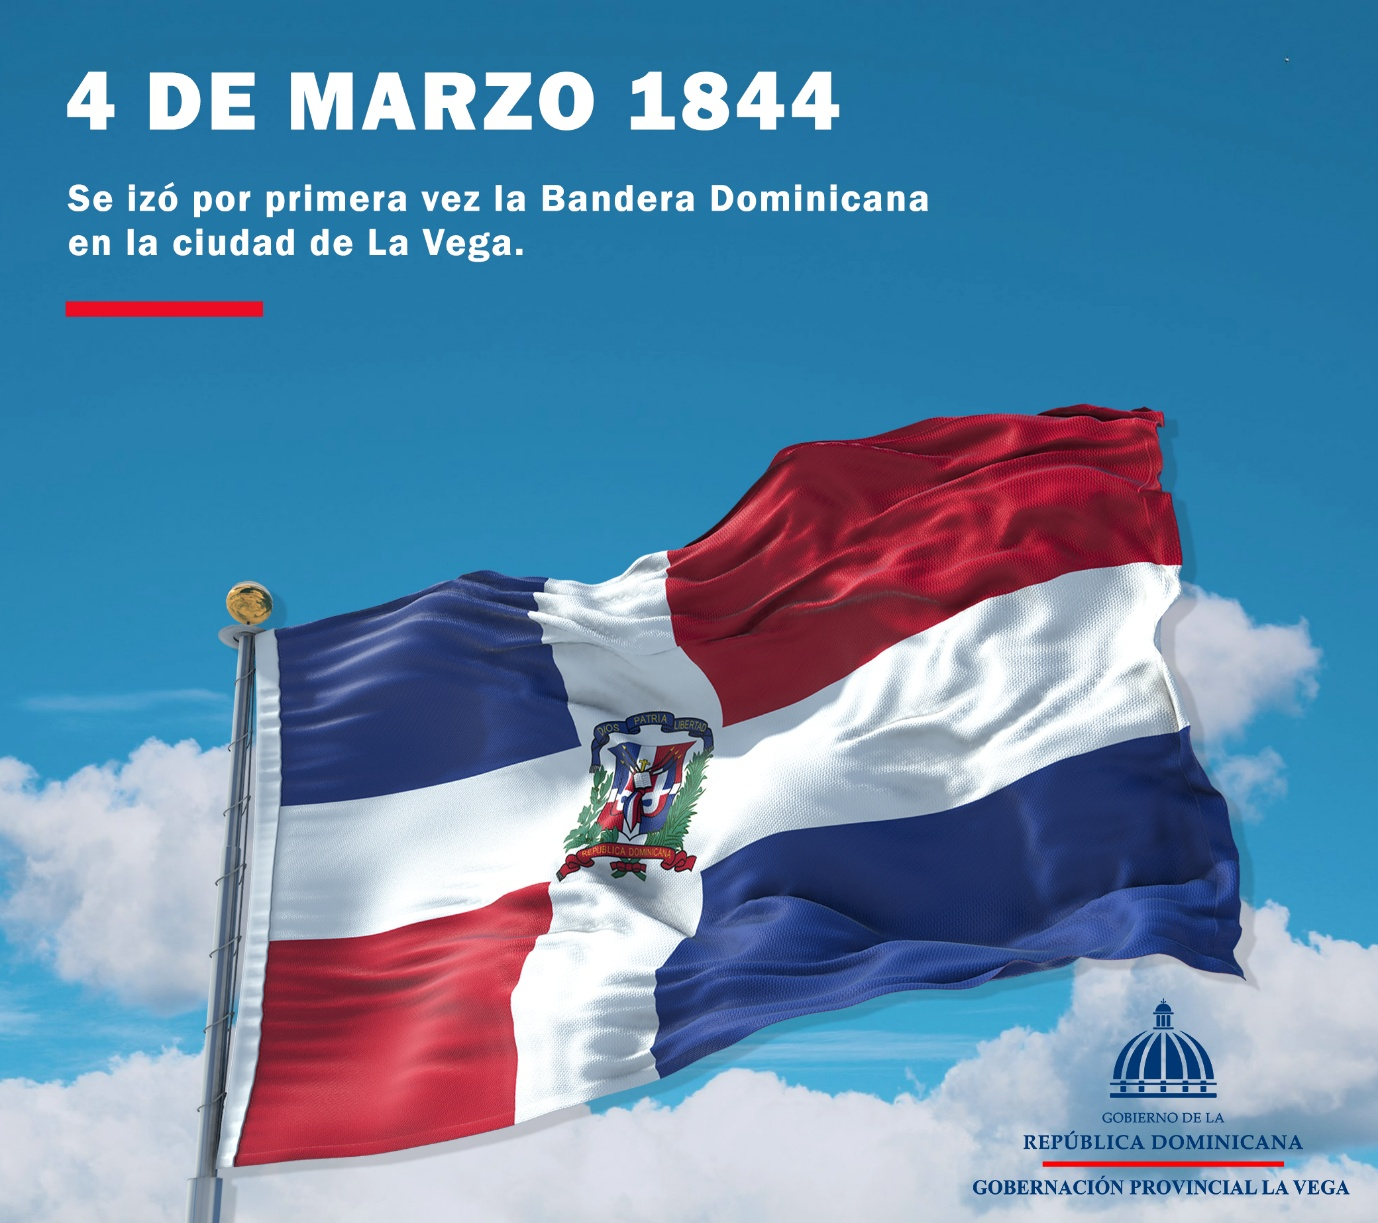 4 DE MARZO 1844
Se izó por primera vez la Bandera Dominicana
en la ciudad de La Vega.
DIOS PATRIA LIBERTAD
REPÚBLICA DOMINICANA
GOBIERNO DE LA
REPÚBLICA DOMINICANA
GOBERNACIÓN PROVINCIAL LA VEGA